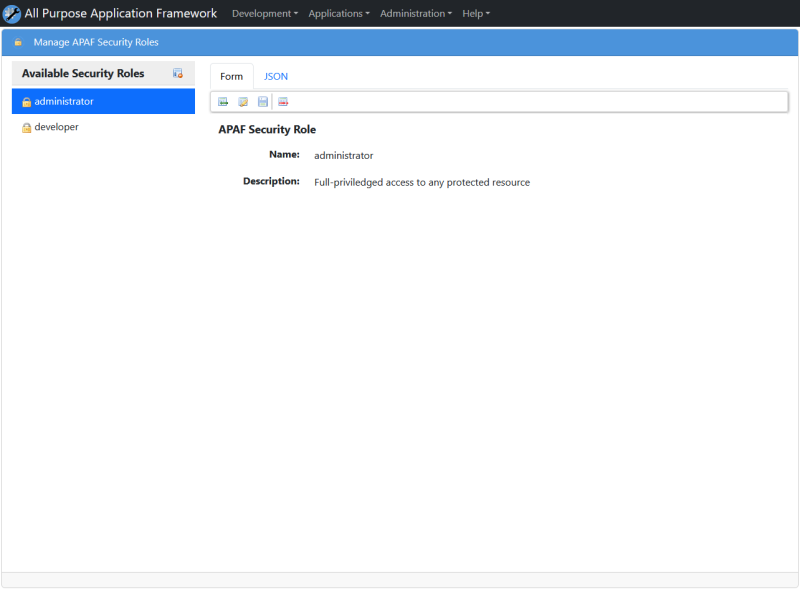 All Purpose Application Framework Development Applications Administration Help
Manage APAF Security Roles
Available Security Roles
administrator
developer
Form JSON
APAF Security Role
Name: administrator
Description: Full-priviledged access to any protected resource